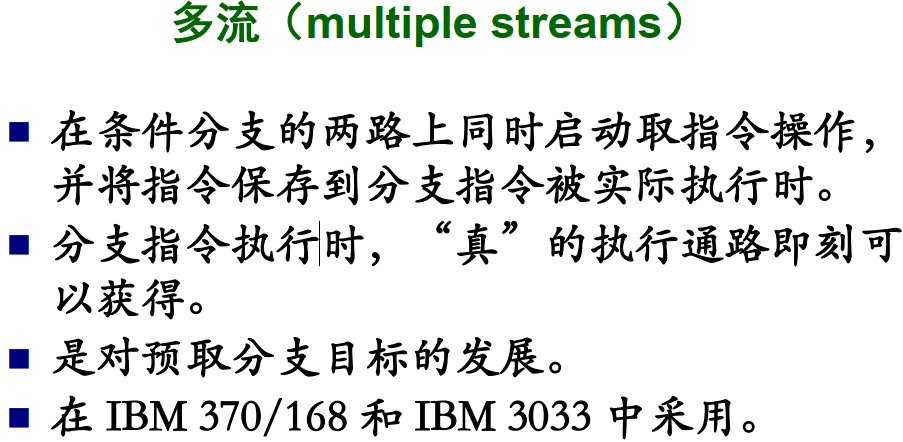 多流（multiple streams）
在条件分支的两路上同时启动取指令操作，
并将指令保存到分支指令被实际执行时。
分支指令执行时，“真”的执行通路即刻可
以获得。
是对预取分支目标的发展。
在 IBM 370/168 和 IBM 3033 中采用。